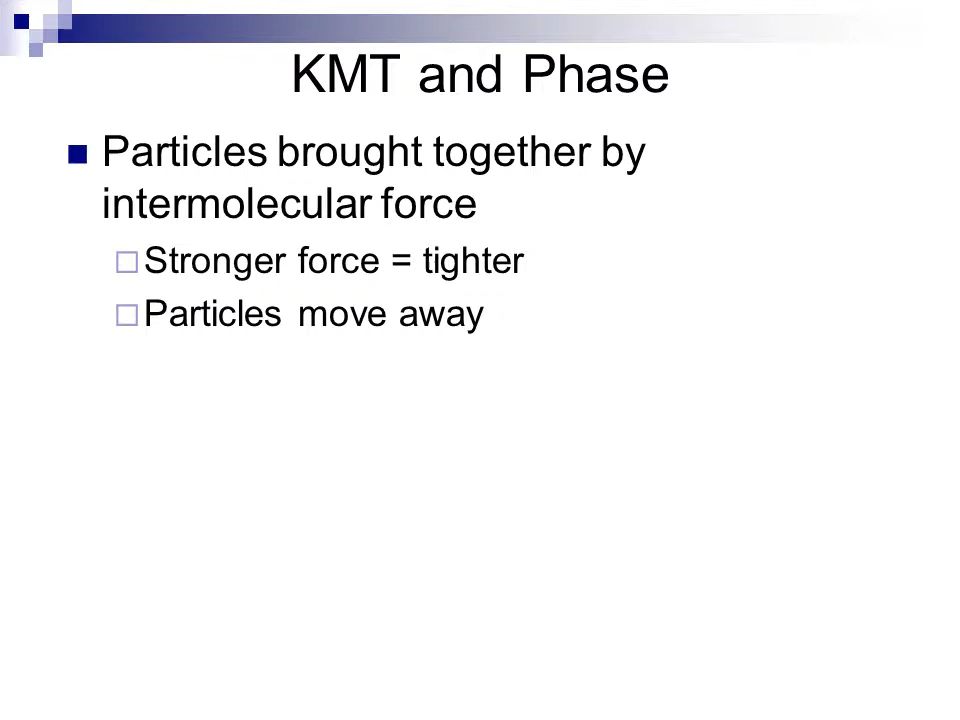 KMT and Phase
Particles brought together by
intermolecular force
Stronger force = tighter
Particles move away